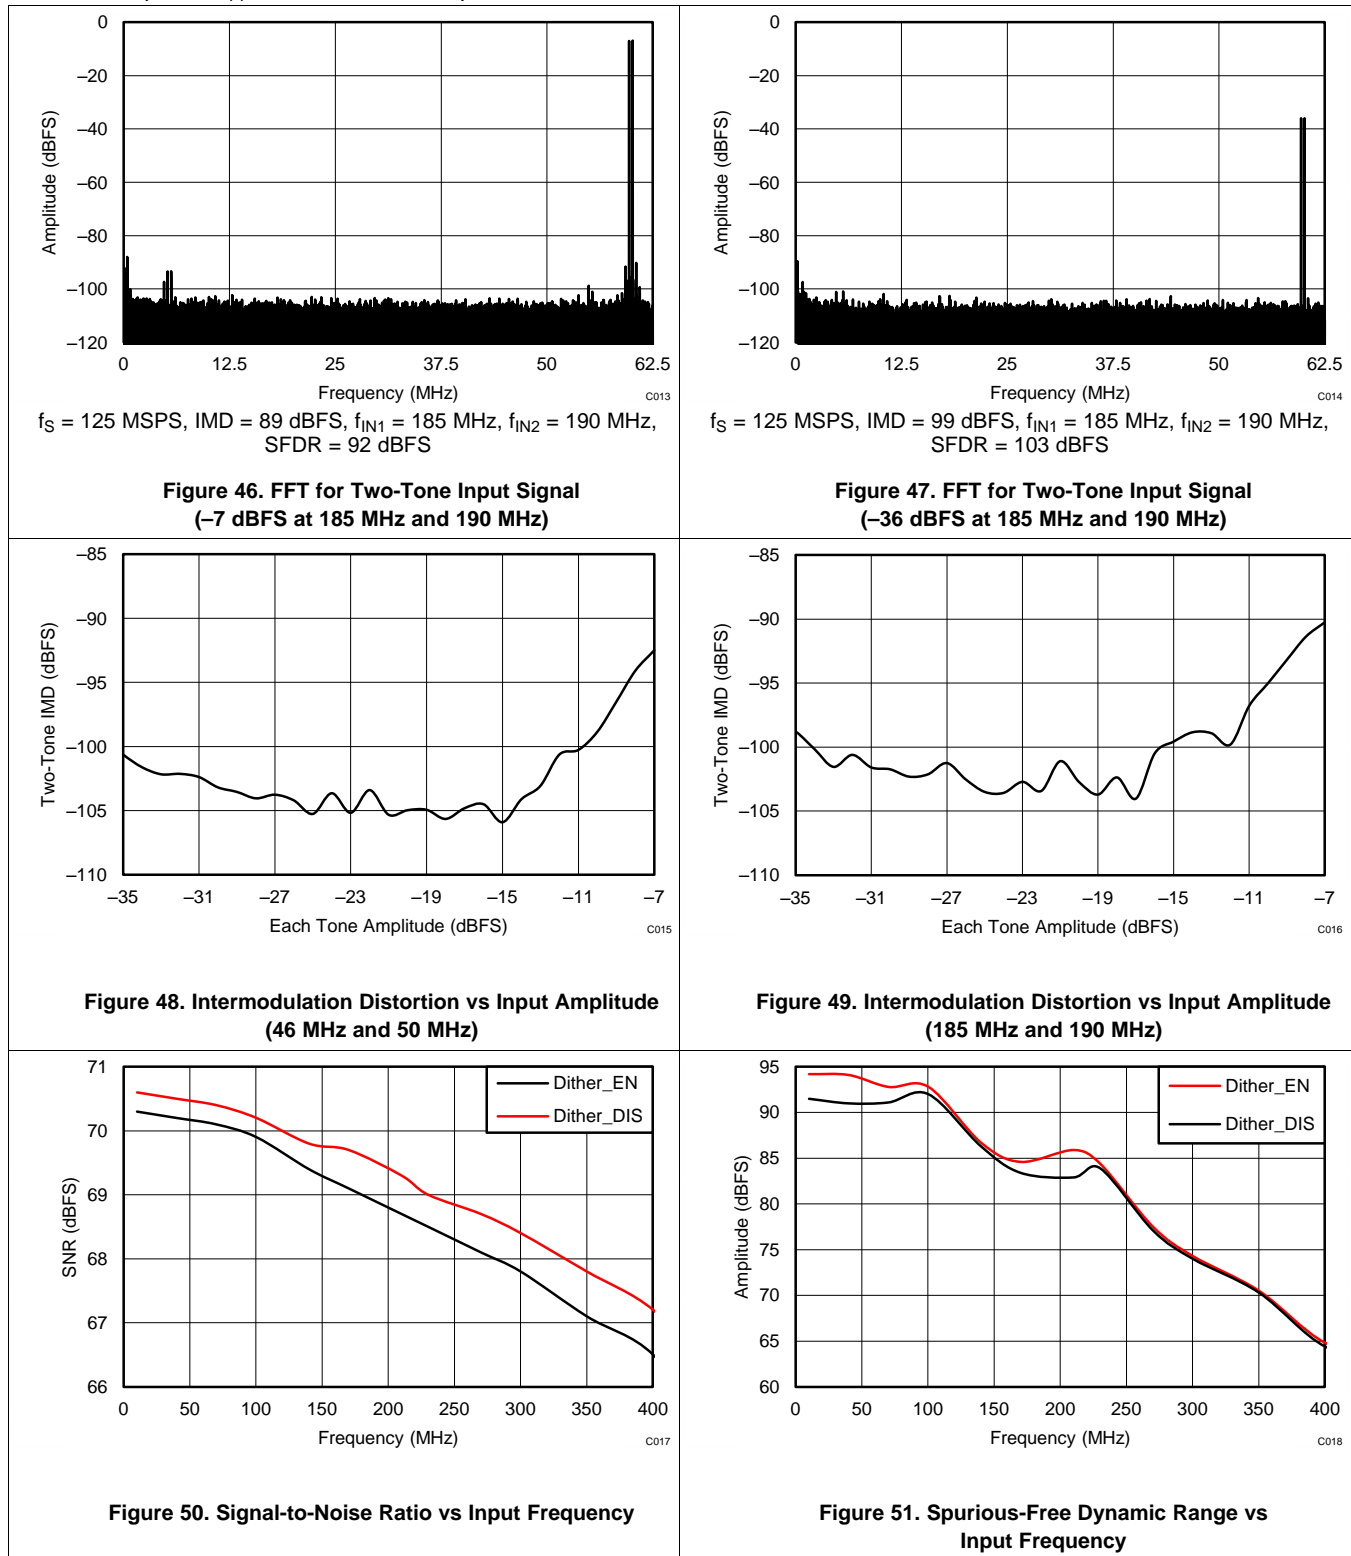 0
–20
–40
–60
–80
–100
–120
Amplitude (dBFS)
0 12.5 25 37.5 50 62.5
Frequency (MHz)
C013
fS = 125 MSPS, IMD = 89 dBFS, fIN1 = 185 MHz, fIN2 = 190 MHz,
SFDR = 92 dBFS
Figure 46. FFT for Two-Tone Input Signal
(–7 dBFS at 185 MHz and 190 MHz)
0
–20
–40
–60
–80
–100
–120
Amplitude (dBFS)
0 12.5 25 37.5 50 62.5
Frequency (MHz)
C014
fS = 125 MSPS, IMD = 99 dBFS, fIN1 = 185 MHz, fIN2 = 190 MHz,
SFDR = 103 dBFS
Figure 47. FFT for Two-Tone Input Signal
(–36 dBFS at 185 MHz and 190 MHz)
–85
–90
–95
–100
–105
–110
Two-Tone IMD (dBFS)
–35 –31 –27 –23 –19 –15 –11 –7
Each Tone Amplitude (dBFS)
C015
Figure 48. Intermodulation Distortion vs Input Amplitude
(46 MHz and 50 MHz)
–85
–90
–95
–100
–105
–110
Two-Tone IMD (dBFS)
–35 –31 –27 –23 –19 –15 –11 –7
Each Tone Amplitude (dBFS)
C016
Figure 49. Intermodulation Distortion vs Input Amplitude
(185 MHz and 190 MHz)
71
70
69
68
67
66
SNR (dBFS)
Dither_EN
Dither_DIS
0 50 100 150 200 250 300 350 400
Frequency (MHz)
C017
Figure 50. Signal-to-Noise Ratio vs Input Frequency
95
90
85
80
75
70
65
60
Amplitude (dBFS)
Dither_EN
Dither_DIS
0 50 100 150 200 250 300 350 400
Frequency (MHz)
C018
Figure 51. Spurious-Free Dynamic Range vs
Input Frequency